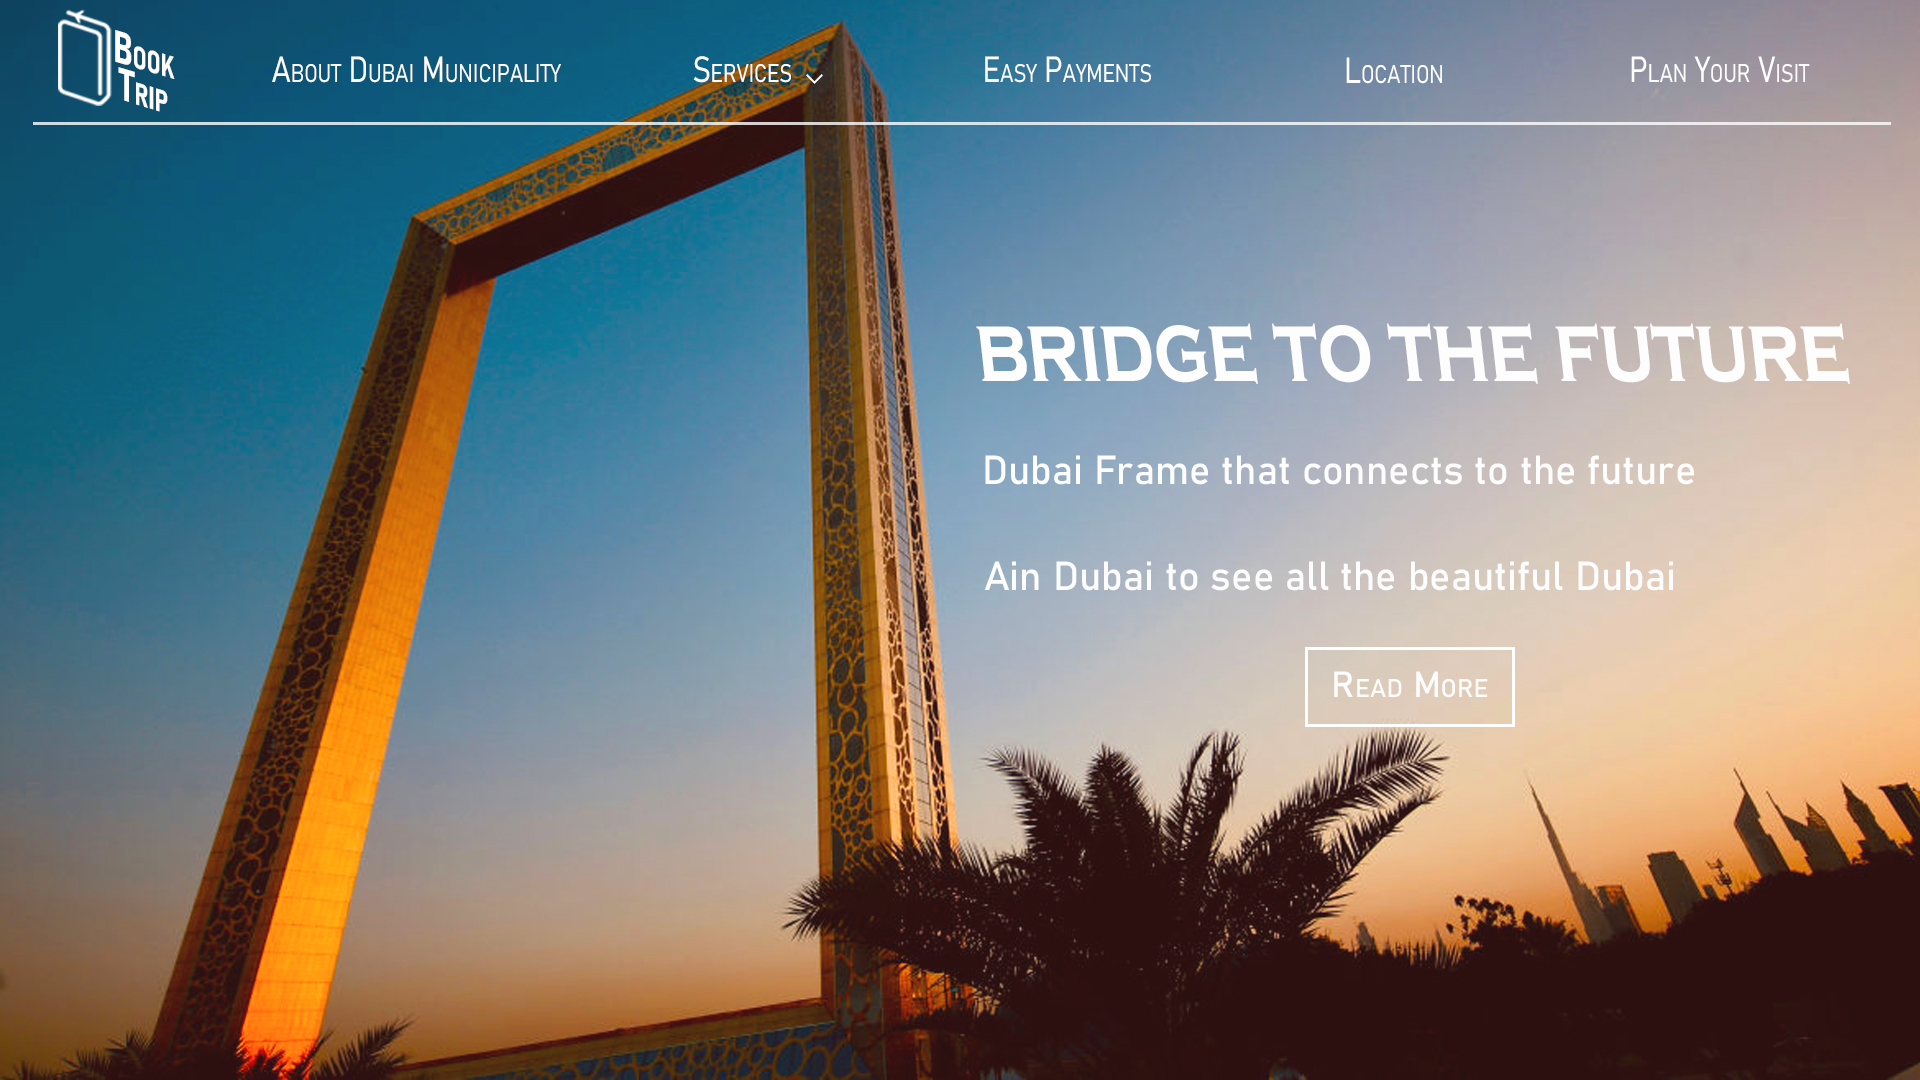 Book
Trip
About Dubai Municipality
Services
Easy Payments
Location
Plan Your Visit
BRIDGE TO THE FUTURE
Dubai Frame that connects to the future
Ain Dubai to see all the beautiful Dubai
Read More